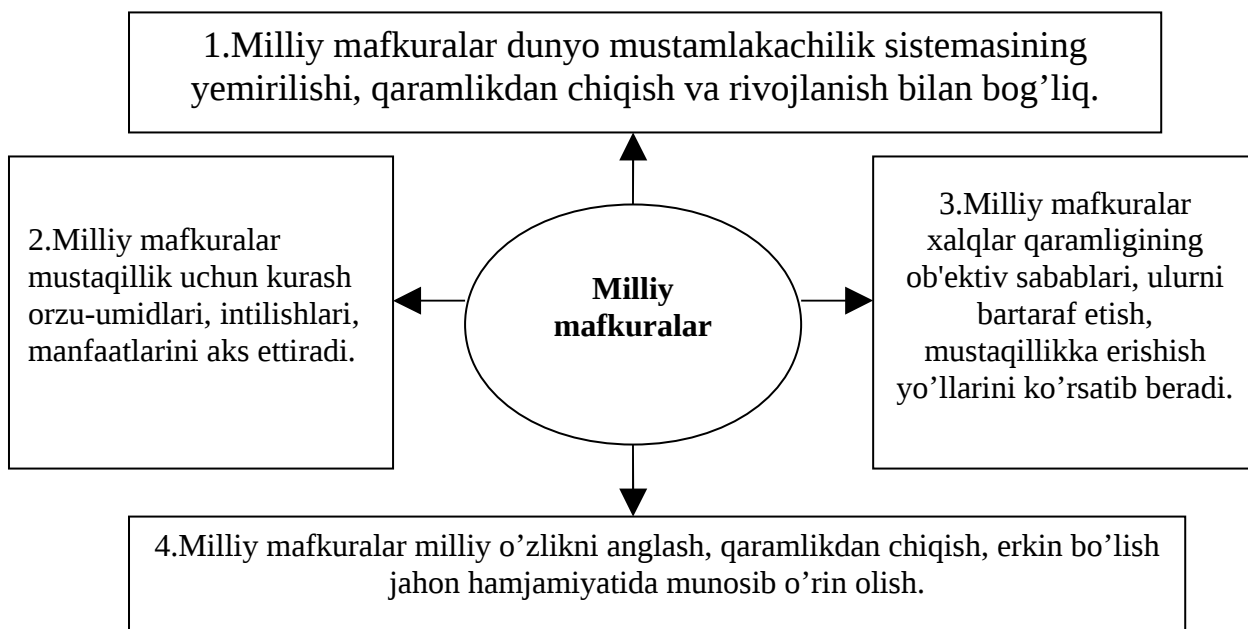 1.Milliy mafkuralar dunyo mustamlakachilik sistemasining
yemirilishi, qaramlikdan chiqish va rivojlanish bilan bog’liq.
2.Milliy mafkuralar
mustaqillik uchun kurash
orzu-umidlari, intilishlari,
manfaatlarini aks ettiradi.
Milliy
mafkuralar
3.Milliy mafkuralar
xalqlar qaramligining
ob'ektiv sabablari, ulurni
bartaraf etish,
mustaqillikka erishish
yo’llarini ko’rsatib beradi.
4.Milliy mafkuralar milliy o’zlikni anglash, qaramlikdan chiqish, erkin bo’lish
jahon hamjamiyatida munosib o’rin olish.